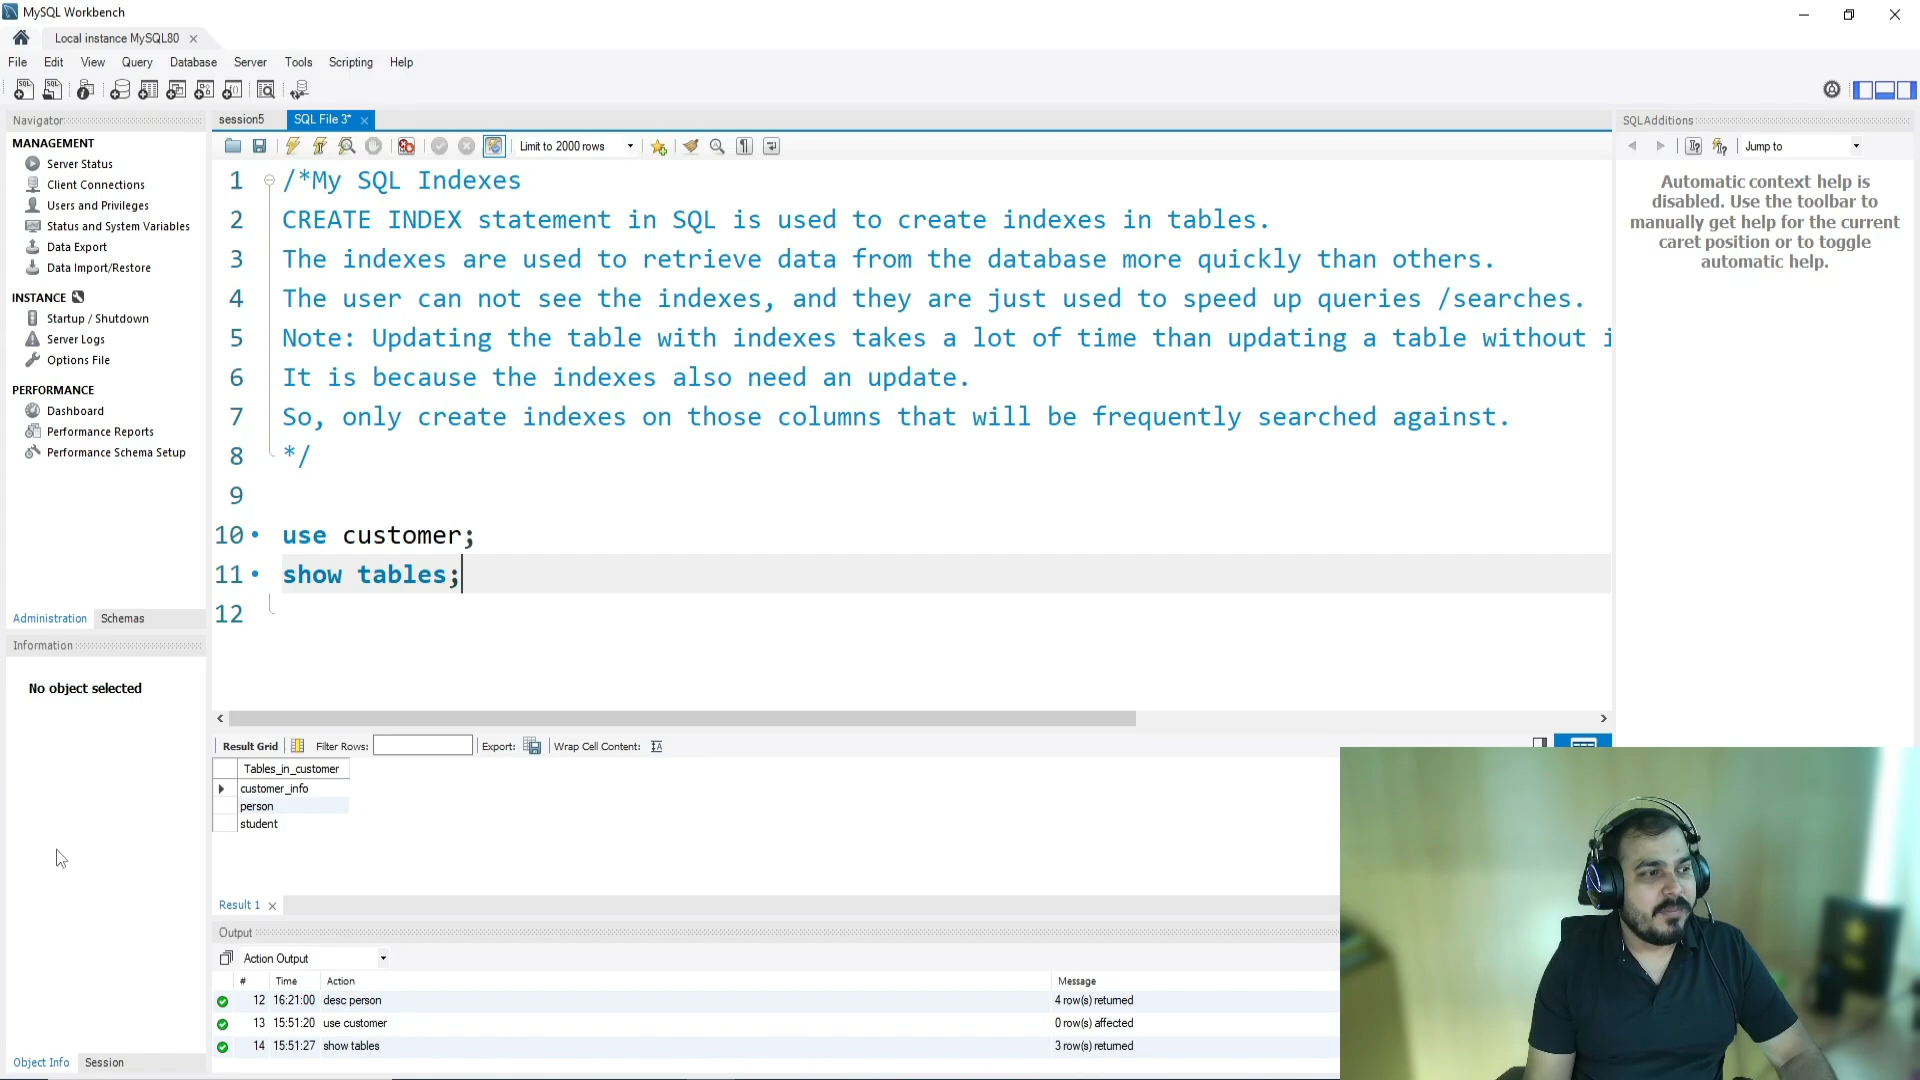 MySQL Workbench
Local instance MySQL80
File Edit View Query Database Server Tools Scripting Help
Navigator
MANAGEMENT
Server Status
Client Connections
Users and Privileges
Status and System Variables
Data Export
Data Import/Restore
INSTANCE
Startup / Shutdown
Server Logs
Options File
PERFORMANCE
Dashboard
Performance Reports
Performance Schema Setup
Administration Schemas
Information
No object selected
Object Info Session
session5 SQL File 3*
Limit to 2000 rows
1 /*My SQL Indexes
2 CREATE INDEX statement in SQL is used to create indexes in tables.
3 The indexes are used to retrieve data from the database more quickly than others.
4 The user can not see the indexes, and they are just used to speed up queries /searches.
5 Note: Updating the table with indexes takes a lot of time than updating a table without i
6 It is because the indexes also need an update.
7 So, only create indexes on those columns that will be frequently searched against.
8 */
9
10 use customer;
11 show tables;
12
Result Grid Filter Rows: Export: Wrap Cell Content: IA
Tables_in_customer
customer_info
person
student
Result 1
Output
Action Output
# Time Action Message
12 16:21:00 desc person 4 row(s) returned
13 15:51:20 use customer 0 row(s) affected
14 15:51:27 show tables 3 row(s) returned
SQLAdditions
Jump to
Automatic context help is
disabled. Use the toolbar to
manually get help for the current
caret position or to toggle
automatic help.